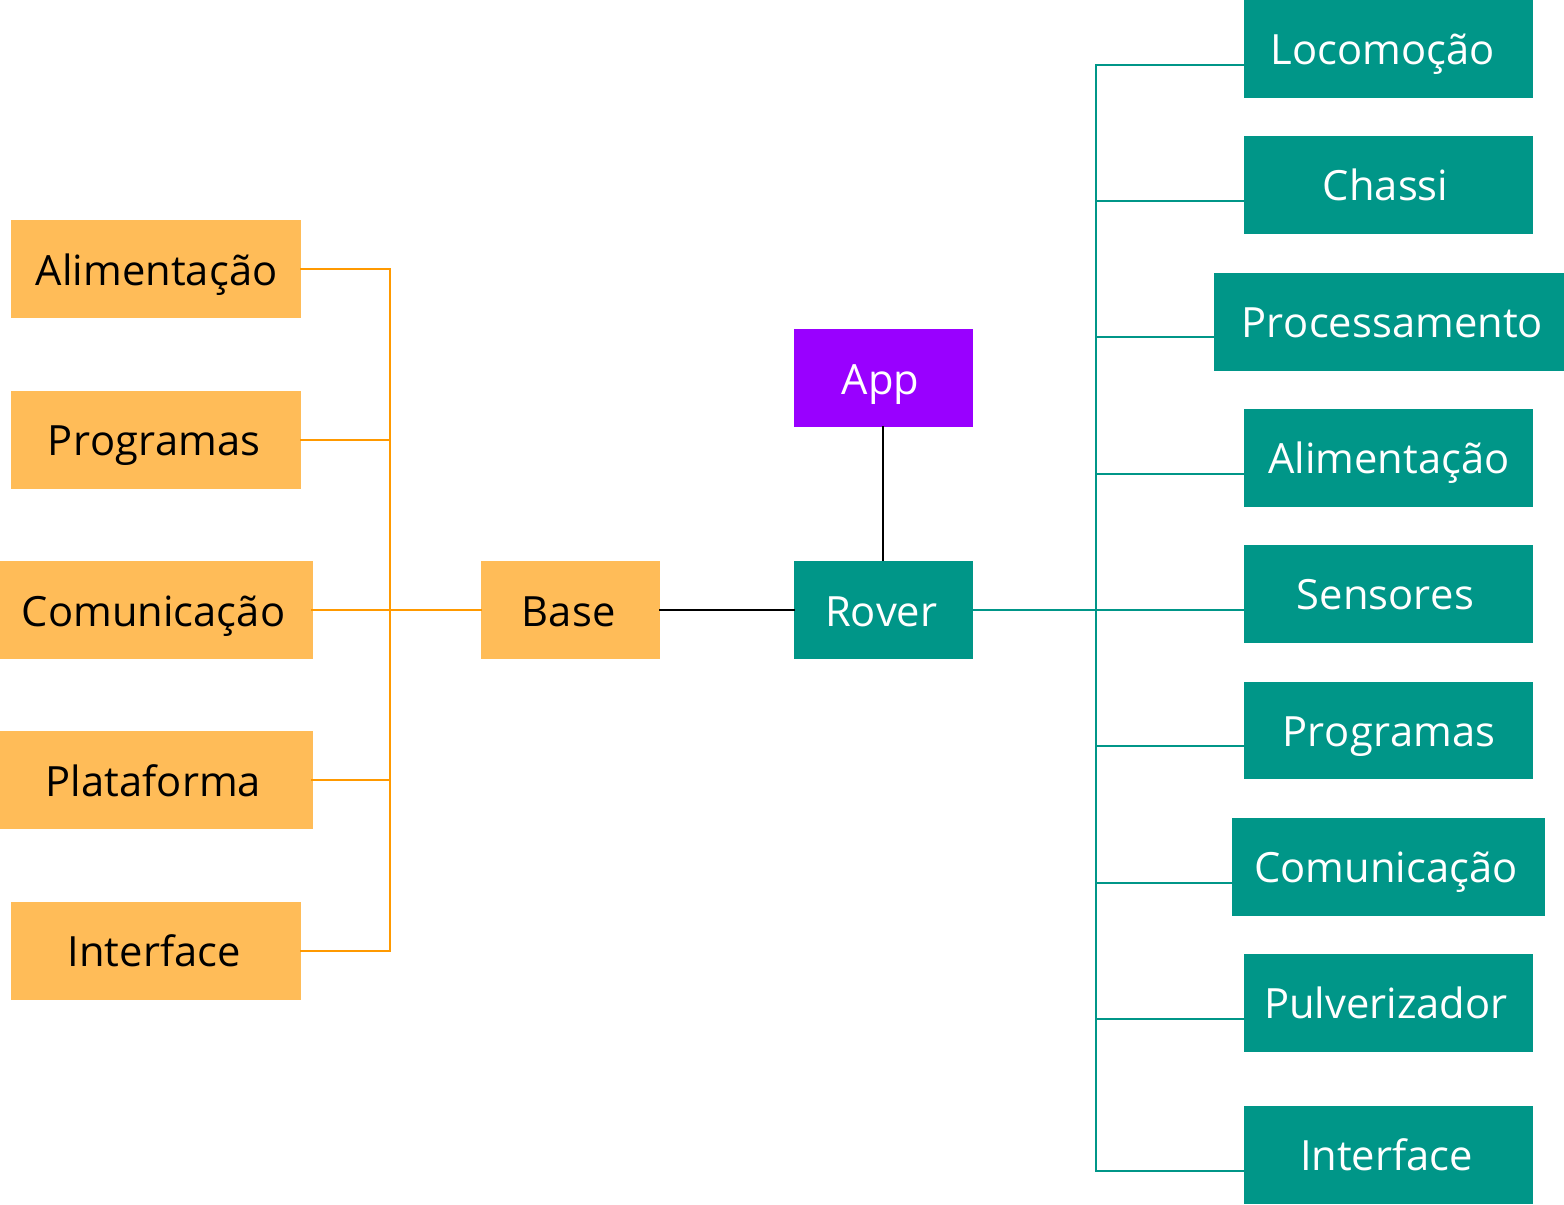 Alimentação
Programas
Comunicação
Plataforma
Interface
Base
App
Rover
Locomoção
Chassi
Processamento
Alimentação
Sensores
Programas
Comunicação
Pulverizador
Interface